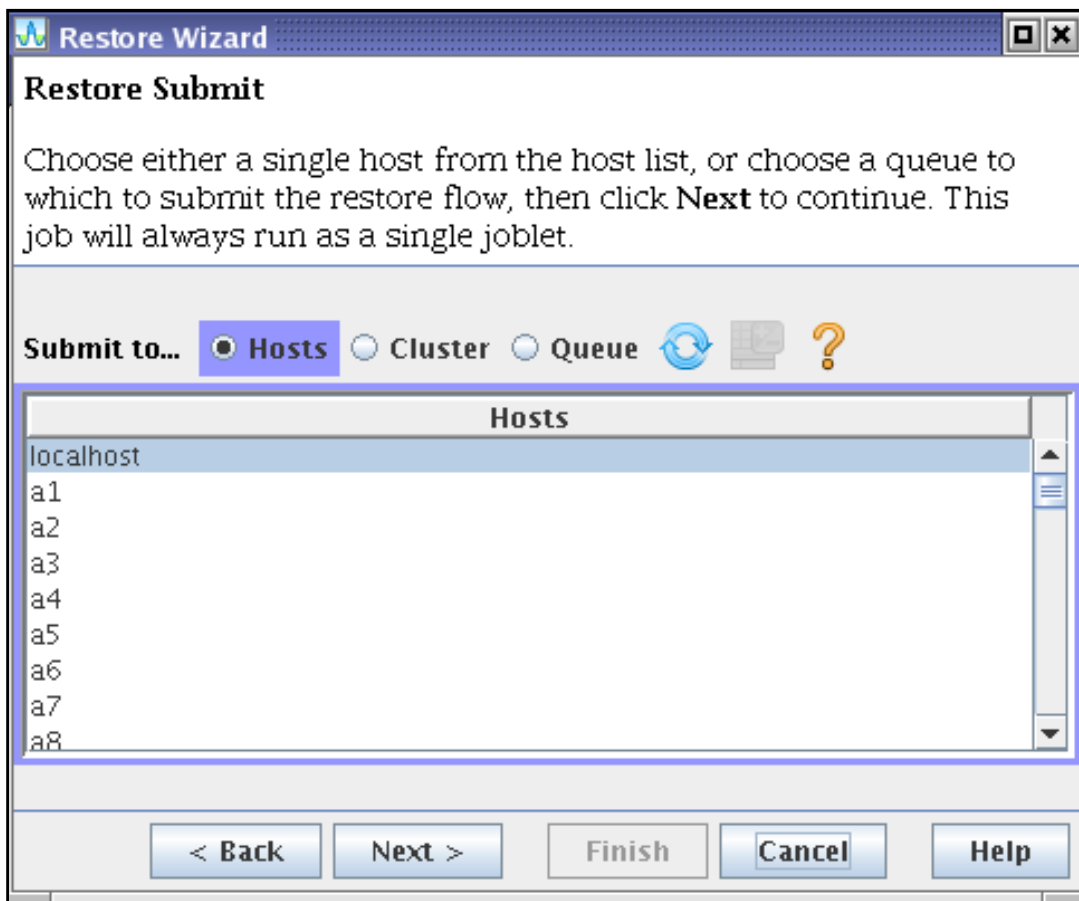 Restore Wizard
Restore Submit
Choose either a single host from the host list, or choose a queue to
which to submit the restore flow, then click Next to continue. This
job will always run as a single joblet.
Submit to... Hosts Cluster Queue ?
Hosts
localhost
a1
a2
a3
a4
a5
a6
a7
a8
< Back Next > Finish Cancel Help